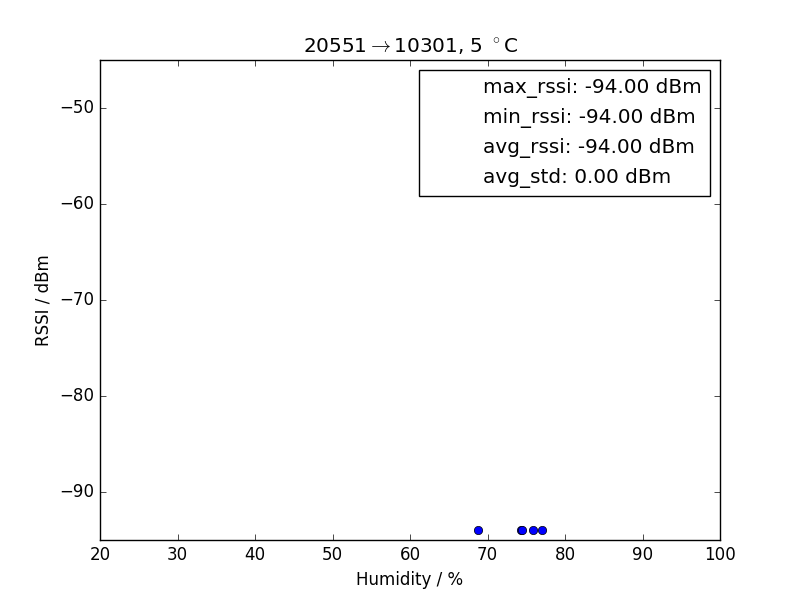 20551→10301, 5 °C
max_rssi: -94.00 dBm
min_rssi: -94.00 dBm
avg_rssi: -94.00 dBm
avg_std: 0.00 dBm
RSSI / dBm
−50
−60
−70
−80
−90
20 30 40 50 60 70 80 90 100
Humidity / %